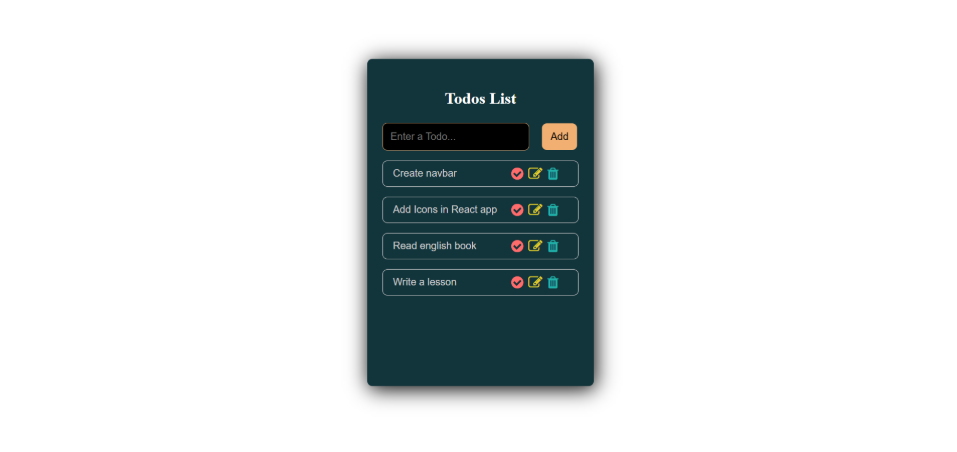 Todos List
Enter a Todo...
Add
Create navbar
Add Icons in React app
Read english book
Write a lesson